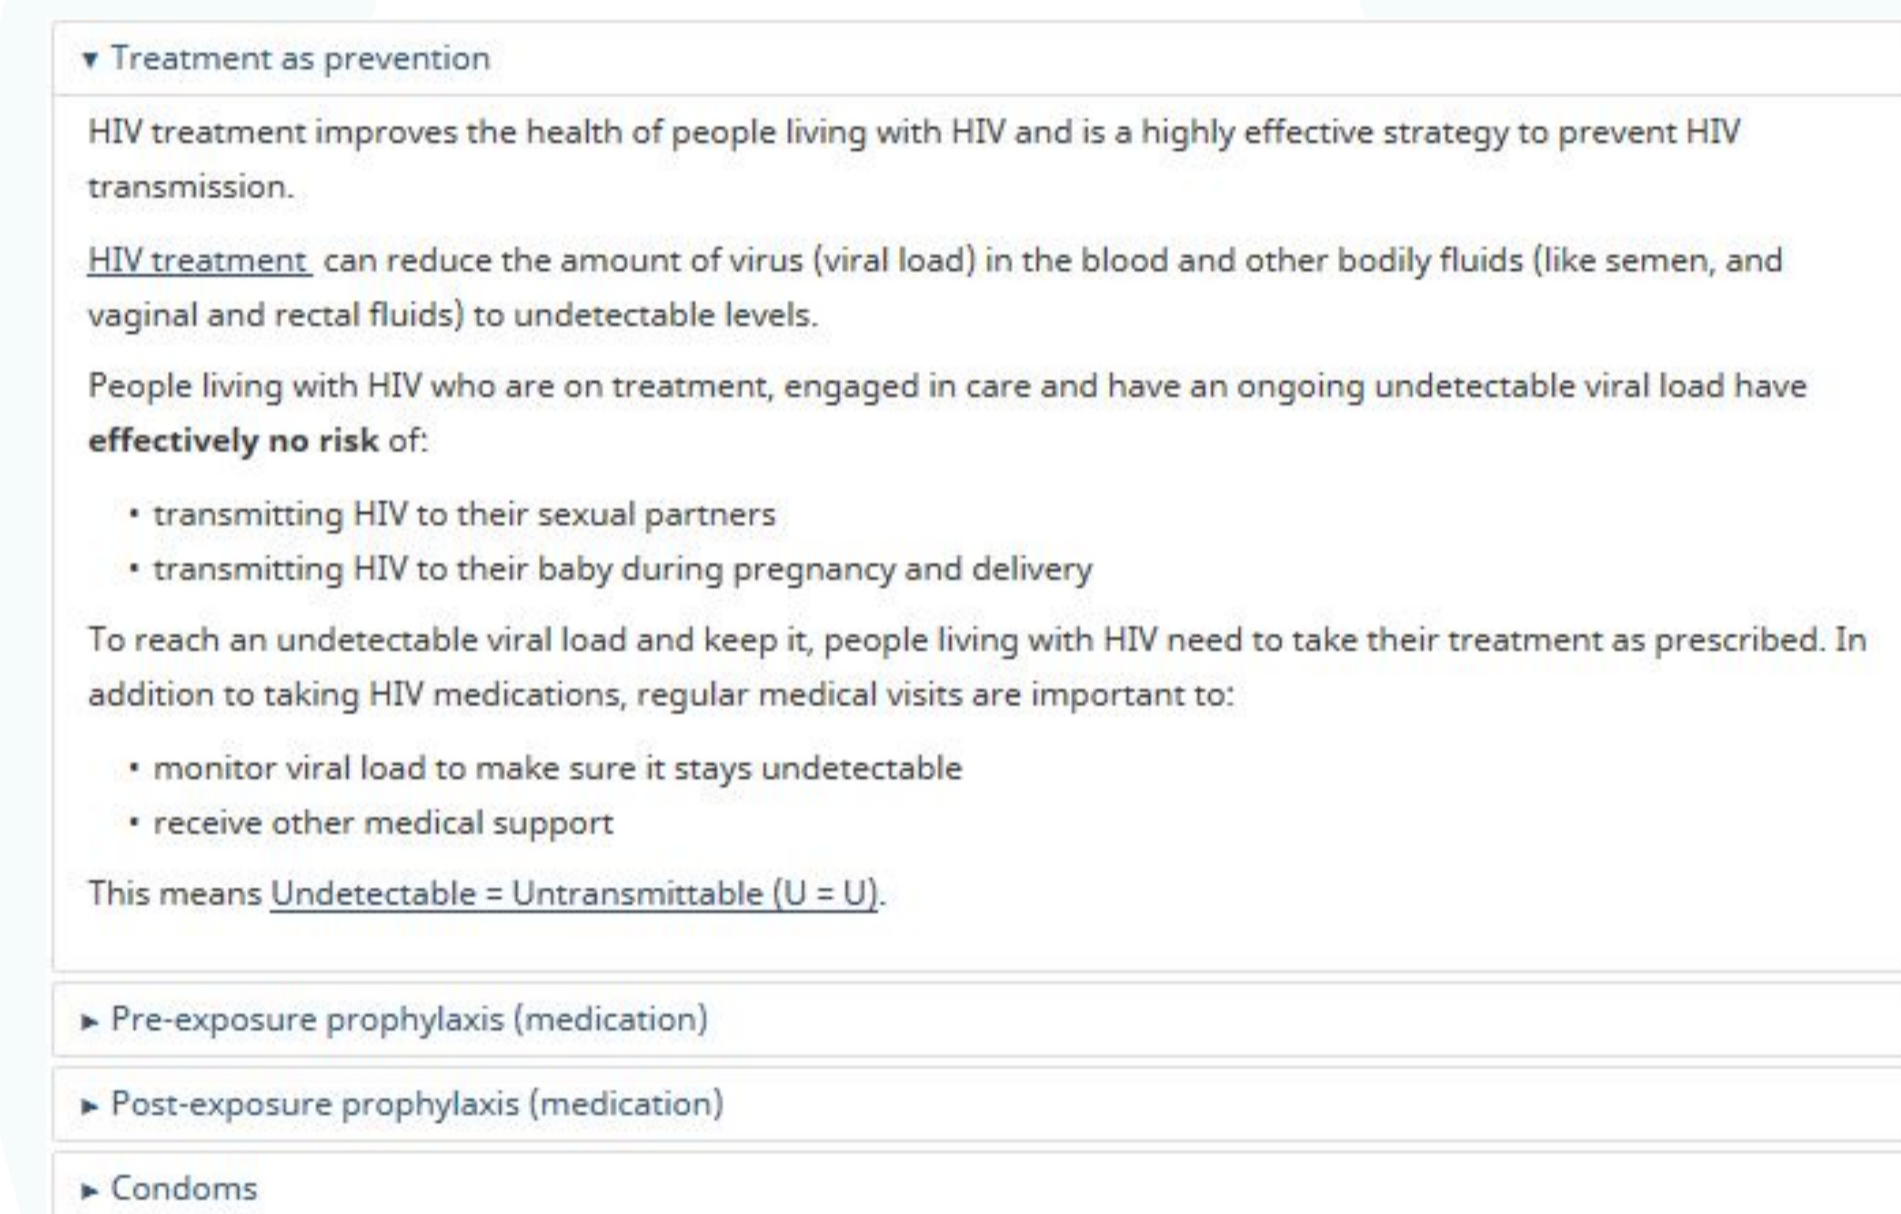 ▼ Treatment as prevention
HIV treatment improves the health of people living with HIV and is a highly effective strategy to prevent HIV
transmission.
HIV treatment can reduce the amount of virus (viral load) in the blood and other bodily fluids (like semen, and
vaginal and rectal fluids) to undetectable levels.
People living with HIV who are on treatment, engaged in care and have an ongoing undetectable viral load have
effectively no risk of:
• transmitting HIV to their sexual partners
• transmitting HIV to their baby during pregnancy and delivery
To reach an undetectable viral load and keep it, people living with HIV need to take their treatment as prescribed. In
addition to taking HIV medications, regular medical visits are important to:
• monitor viral load to make sure it stays undetectable
• receive other medical support
This means Undetectable = Untransmittable (U = U).
► Pre-exposure prophylaxis (medication)
► Post-exposure prophylaxis (medication)
► Condoms